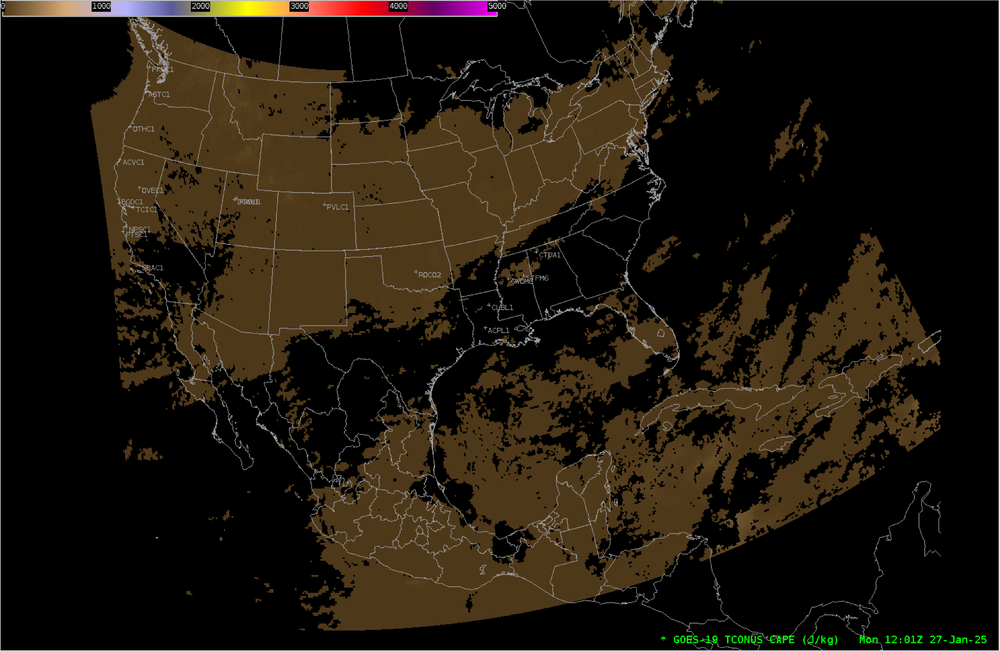 0 1000 2000 3000 4000 5000
ASTC1
OTHC1
ACVC1
OVEC1
BGDC1
PVLC1
TCIC1
NPSC1
PTSC1
CTDA1
SBAC1
ROCO2
STFM6
GWOM6
CLBL1
ACPL1
* GOES-19 TCONUS CAPE (J/kg) Mon 12:01Z 27-Jan-25